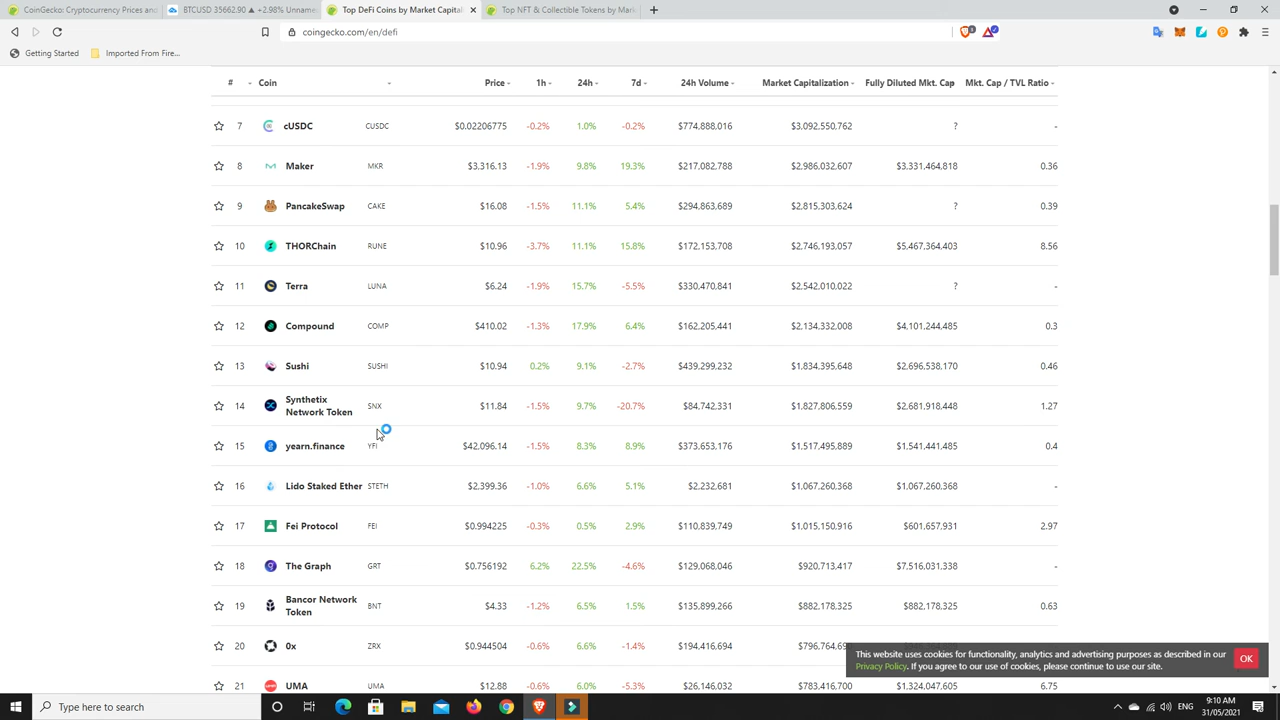 CoinGecko: Cryptocurrency Prices and
BTCUSD 35662.90 ▲ +2.98% Unname
Top DeFi Coins by Market Capital
Top NFT & Collectible Tokens by Mark
coingecko.com/en/defi
Getting Started Imported From Fire...
# Coin Price 1h 24h 7d 24h Volume Market Capitalization Fully Diluted Mkt. Cap Mkt. Cap / TVL Ratio
7 cUSDC CUSDC $0.02206775 -0.2% 1.0% -0.2% $774,888,016 $3,092,550,762 ? -
8 Maker MKR $3,316.13 -1.9% 9.8% 19.3% $217,082,788 $2,986,032,607 $3,331,464,818 0.36
9 PancakeSwap CAKE $16.08 -1.5% 11.1% 5.4% $294,863,689 $2,815,303,624 ? 0.39
10 THORChain RUNE $10.96 -3.7% 11.1% 15.8% $172,153,708 $2,746,193,057 $5,467,364,403 8.56
11 Terra LUNA $6.24 -1.9% 15.7% -5.5% $330,470,841 $2,542,010,022 ? -
12 Compound COMP $410.02 -1.3% 17.9% 6.4% $162,205,441 $2,134,332,008 $4,101,244,485 0.3
13 Sushi SUSHI $10.94 0.2% 9.1% -2.7% $439,299,232 $1,834,395,648 $2,696,538,170 0.46
14 Synthetix Network Token SNX $11.84 -1.5% 9.7% -20.7% $84,742,331 $1,827,806,559 $2,681,918,448 1.27
15 yearn.finance YFI $42,096.14 -1.5% 8.3% 8.9% $373,653,176 $1,517,495,889 $1,541,441,485 0.4
16 Lido Staked Ether STETH $2,399.36 -1.0% 6.6% 5.1% $2,232,681 $1,067,260,368 $1,067,260,368 -
17 Fei Protocol FEI $0.994225 -0.3% 0.5% 2.9% $110,839,749 $1,015,150,916 $601,657,931 2.97
18 The Graph GRT $0.756192 6.2% 22.5% -4.6% $129,068,046 $920,713,417 $7,516,031,338 -
19 Bancor Network Token BNT $4.33 -1.2% 6.5% 1.5% $135,899,266 $882,178,325 $882,178,325 0.63
20 0x ZRX $0.944504 -0.6% 6.6% -1.4% $194,416,694 $796,764,69
21 UMA UMA $12.88 -0.6% 6.0% -5.3% $26,146,032 $783,416,700 $1,324,047,605 6.75
This website uses cookies for functionality, analytics and advertising purposes as described in our
Privacy Policy. If you agree to our use of cookies, please continue to use our site.
OK
Type here to search
ENG
9:10 AM
31/05/2021